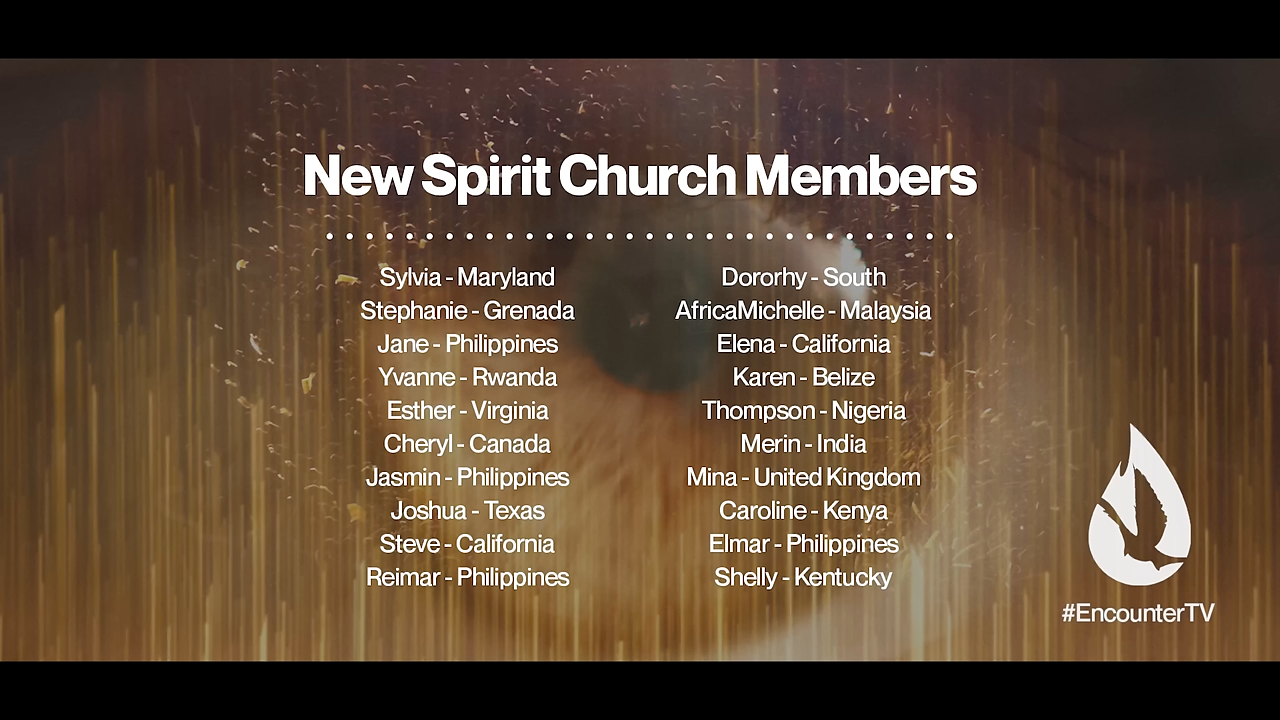 New Spirit Church Members
Sylvia - Maryland
Stephanie - Grenada
Jane - Philippines
Yvanne - Rwanda
Esther - Virginia
Cheryl - Canada
Jasmin - Philippines
Joshua - Texas
Steve - California
Reimar - Philippines
Dororhy - South
AfricaMichelle - Malaysia
Elena - California
Karen - Belize
Thompson - Nigeria
Merin - India
Mina - United Kingdom
Caroline - Kenya
Elmar - Philippines
Shelly - Kentucky
#EncounterTV